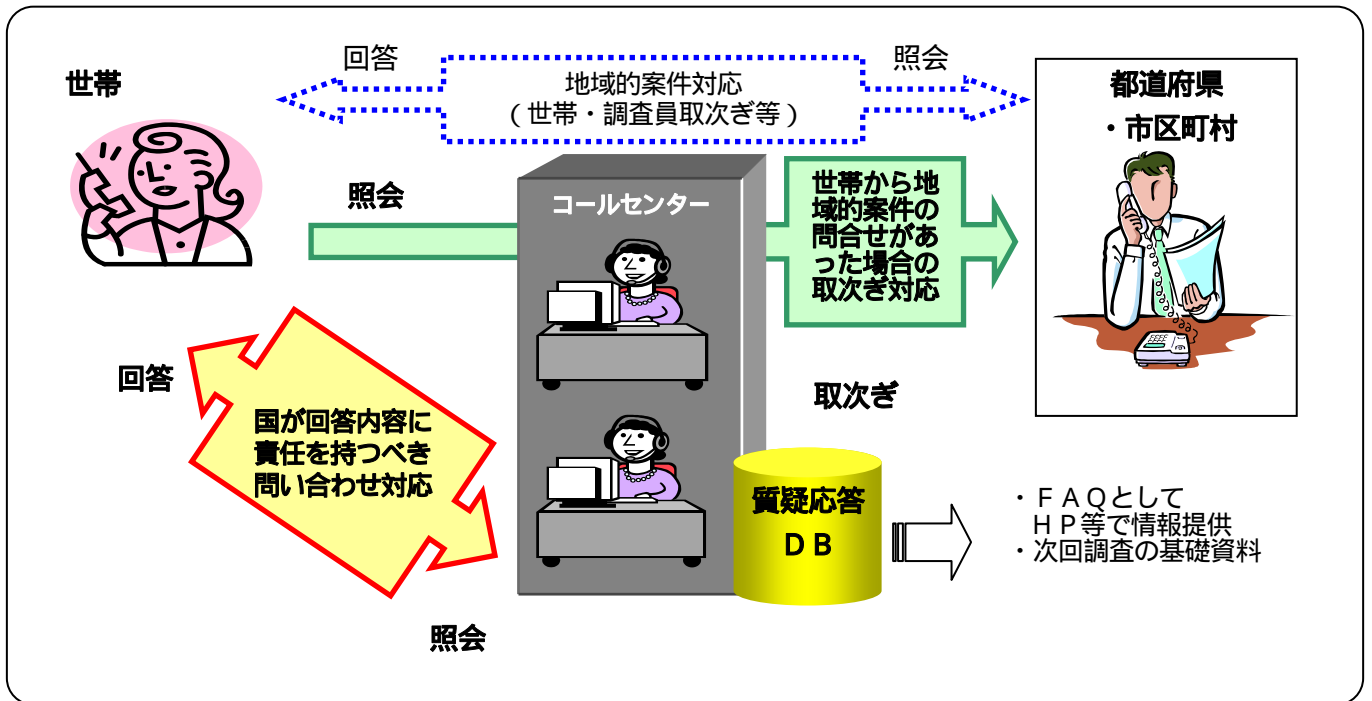 回答
照会
地域的案件対応
（世帯・調査員取次ぎ等）
世帯
都道府県
・市区町村
照会
コールセンター
世帯から地
域的案件の
問合せがあ
った場合の
取次ぎ対応
回答
国が回答内容に
責任を持つべき
問い合わせ対応
取次ぎ
質疑応答
ＤＢ
・ＦＡＱとして
ＨＰ等で情報提供
・次回調査の基礎資料
照会